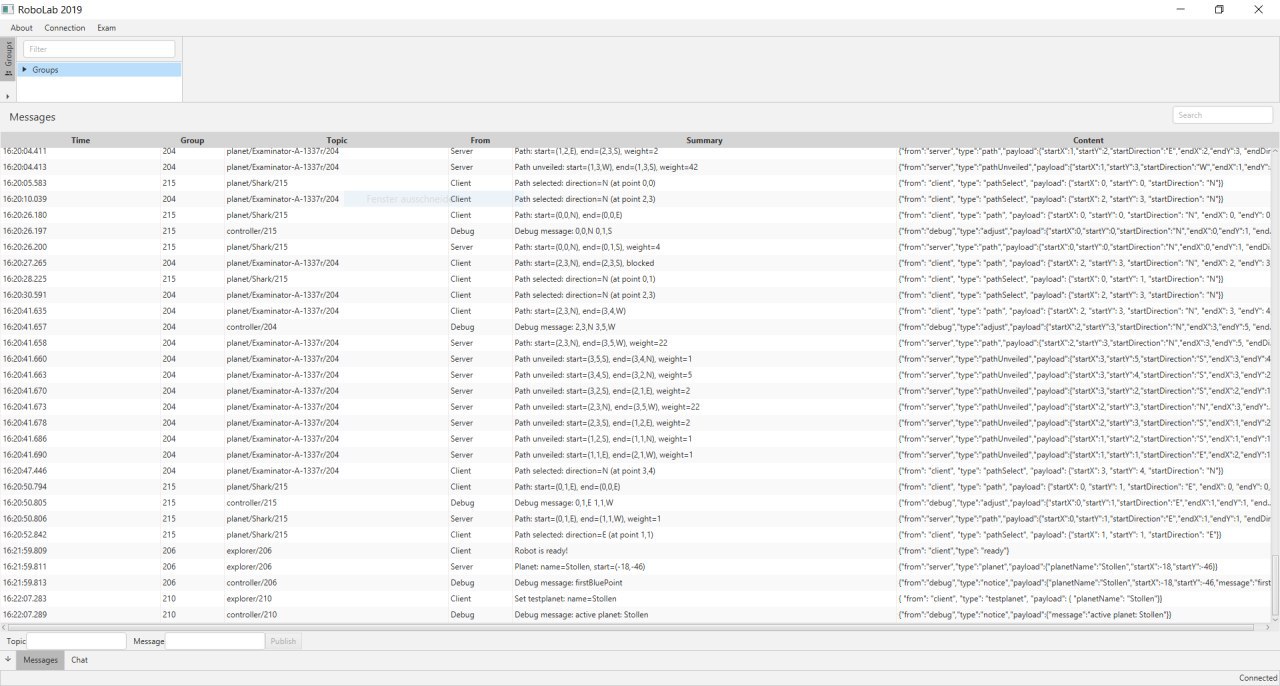 RoboLab 2019
About Connection Exam
Groups
Filter
Groups
Messages
Search
Time Group Topic From Summary Content
16:20:04.411 204 planet/Examinator-A-1337r/204 Server Path: start=(1,2,E), end=(2,3,S), weight=2 {"from":"server","type":"path","payload":{"startX":1,"startY":2,"startDirection":"E","endX":2,"endY":3, "endDir
16:20:04.413 204 planet/Examinator-A-1337r/204 Server Path unveiled: start=(1,3,W), end=(1,3,S), weight=42 {"from":"server","type":"pathUnveiled","payload":{"startX":1,"startY":3,"startDirection":"W","endX":1,"endY":
16:20:05.583 215 planet/Shark/215 Client Path selected: direction=N (at point 0,0) {"from": "client", "type": "pathSelect", "payload": {"startX": 0, "startY": 0, "startDirection": "N"}}
16:20:10.039 204 planet/Examinator-A-1337r/204 Fenster ausschneid Client Path selected: direction=N (at point 2,3) {"from": "client", "type": "pathSelect", "payload": {"startX": 2, "startY": 3, "startDirection": "N"}}
16:20:26.180 215 planet/Shark/215 Client Path: start=(0,0,N), end=(0,0,E) {"from": "client", "type": "path", "payload": {"startX": 0, "startY": 0, "startDirection": "N", "endX": 0, "endY": 0
16:20:26.197 215 controller/215 Debug Debug message: 0,0,N 0,1,S {"from":"debug","type":"adjust","payload":{"startX":0,"startY":0,"startDirection":"N","endX":0,"endY":1, "end...
16:20:26.200 215 planet/Shark/215 Server Path: start=(0,0,N), end=(0,1,S), weight=4 {"from":"server","type":"path","payload":{"startX":0,"startY":0,"startDirection":"N","endX":0,"endY":1, "endDi...
16:20:27.265 204 planet/Examinator-A-1337r/204 Client Path: start=(2,3,N), end=(2,3,S), blocked {"from": "client", "type": "path", "payload": {"startX": 2, "startY": 3, "startDirection": "N", "endX": 2, "endY": 3
16:20:28.225 215 planet/Shark/215 Client Path selected: direction=N (at point 0,1) {"from": "client", "type": "pathSelect", "payload": {"startX": 0, "startY": 1, "startDirection": "N"}}
16:20:30.591 204 planet/Examinator-A-1337r/204 Client Path selected: direction=N (at point 2,3) {"from": "client", "type": "pathSelect", "payload": {"startX": 2, "startY": 3, "startDirection": "N"}}
16:20:41.635 204 planet/Examinator-A-1337r/204 Client Path: start=(2,3,N), end=(3,4,W) {"from": "client", "type": "path", "payload": {"startX": 2, "startY": 3, "startDirection": "N", "endX": 3, "endY": 4
16:20:41.657 204 controller/204 Debug Debug message: 2,3,N 3,5,W {"from":"debug","type":"adjust","payload":{"startX":2,"startY":3,"startDirection":"N","endX":3,"endY":5, "end...
16:20:41.658 204 planet/Examinator-A-1337r/204 Server Path: start=(2,3,N), end=(3,5,W), weight=22 {"from":"server","type":"path","payload":{"startX":2,"startY":3,"startDirection":"N","endX":3,"endY":5, "endDi...
16:20:41.660 204 planet/Examinator-A-1337r/204 Server Path unveiled: start=(3,5,S), end=(3,4,N), weight=1 {"from":"server","type":"pathUnveiled","payload":{"startX":3,"startY":5,"startDirection":"S","endX":3,"endY":4
16:20:41.663 204 planet/Examinator-A-1337r/204 Server Path unveiled: start=(3,4,S), end=(3,2,N), weight=5 {"from":"server","type":"pathUnveiled","payload":{"startX":3,"startY":4,"startDirection":"S","endX":3,"endY":2
16:20:41.670 204 planet/Examinator-A-1337r/204 Server Path unveiled: start=(3,2,S), end=(2,1,E), weight=2 {"from":"server","type":"pathUnveiled","payload":{"startX":3,"startY":2,"startDirection":"S","endX":2,"endY":1
16:20:41.673 204 planet/Examinator-A-1337r/204 Server Path unveiled: start=(2,3,N), end=(3,5,W), weight=22 {"from":"server","type":"pathUnveiled","payload":{"startX":2,"startY":3,"startDirection":"N","endX":3,"endY":...
16:20:41.678 204 planet/Examinator-A-1337r/204 Server Path unveiled: start=(2,3,S), end=(1,2,E), weight=2 {"from":"server","type":"pathUnveiled","payload":{"startX":2,"startY":3,"startDirection":"S","endX":1,"endY":
16:20:41.686 204 planet/Examinator-A-1337r/204 Server Path unveiled: start=(1,2,S), end=(1,1,N), weight=1 {"from":"server","type":"pathUnveiled","payload":{"startX":1,"startY":2,"startDirection":"S","endX":1,"endY":1
16:20:41.690 204 planet/Examinator-A-1337r/204 Server Path unveiled: start=(1,1,E), end=(2,1,W), weight=1 {"from":"server","type":"pathUnveiled","payload":{"startX":1,"startY":1,"startDirection":"E","endX":2,"endY":1
16:20:47.446 204 planet/Examinator-A-1337r/204 Client Path selected: direction=N (at point 3,4) {"from": "client", "type": "pathSelect", "payload": {"startX": 3, "startY": 4, "startDirection": "N"}}
16:20:50.794 215 planet/Shark/215 Client Path: start=(0,1,E), end=(0,0,E) {"from": "client", "type": "path", "payload": {"startX": 0, "startY": 1, "startDirection": "E", "endX": 0, "endY": 0,
16:20:50.805 215 controller/215 Debug Debug message: 0,1,E 1,1,W {"from":"debug","type":"adjust","payload":{"startX":0,"startY":1,"startDirection":"E","endX":1,"endY":1, "end...
16:20:50.806 215 planet/Shark/215 Server Path: start=(0,1,E), end=(1,1,W), weight=1 {"from":"server","type":"path","payload":{"startX":0,"startY":1,"startDirection":"E","endX":1,"endY":1, "endDir
16:20:52.842 215 planet/Shark/215 Client Path selected: direction=E (at point 1,1) {"from": "client", "type": "pathSelect", "payload": {"startX": 1, "startY": 1, "startDirection": "E"}}
16:21:59.809 206 explorer/206 Client Robot is ready! {"from": "client","type": "ready"}
16:21:59.811 206 explorer/206 Server Planet: name=Stollen, start=(-18,-46) {"from":"server","type":"planet","payload":{"planetName":"Stollen","startX":-18,"startY":-46}}
16:21:59.813 206 controller/206 Debug Debug message: firstBluePoint {"from":"debug","type":"notice","payload":{"planetName":"Stollen","startX":-18,"startY":-46,"message":"first
16:22:07.283 210 explorer/210 Client Set testplanet: name=Stollen { "from": "client", "type": "testplanet", "payload": { "planetName": "Stollen"}}
16:22:07.289 210 controller/210 Debug Debug message: active planet: Stollen {"from":"debug","type":"notice","payload":{"message":"active planet: Stollen"}}
Topic Message Publish
Messages Chat
Connected